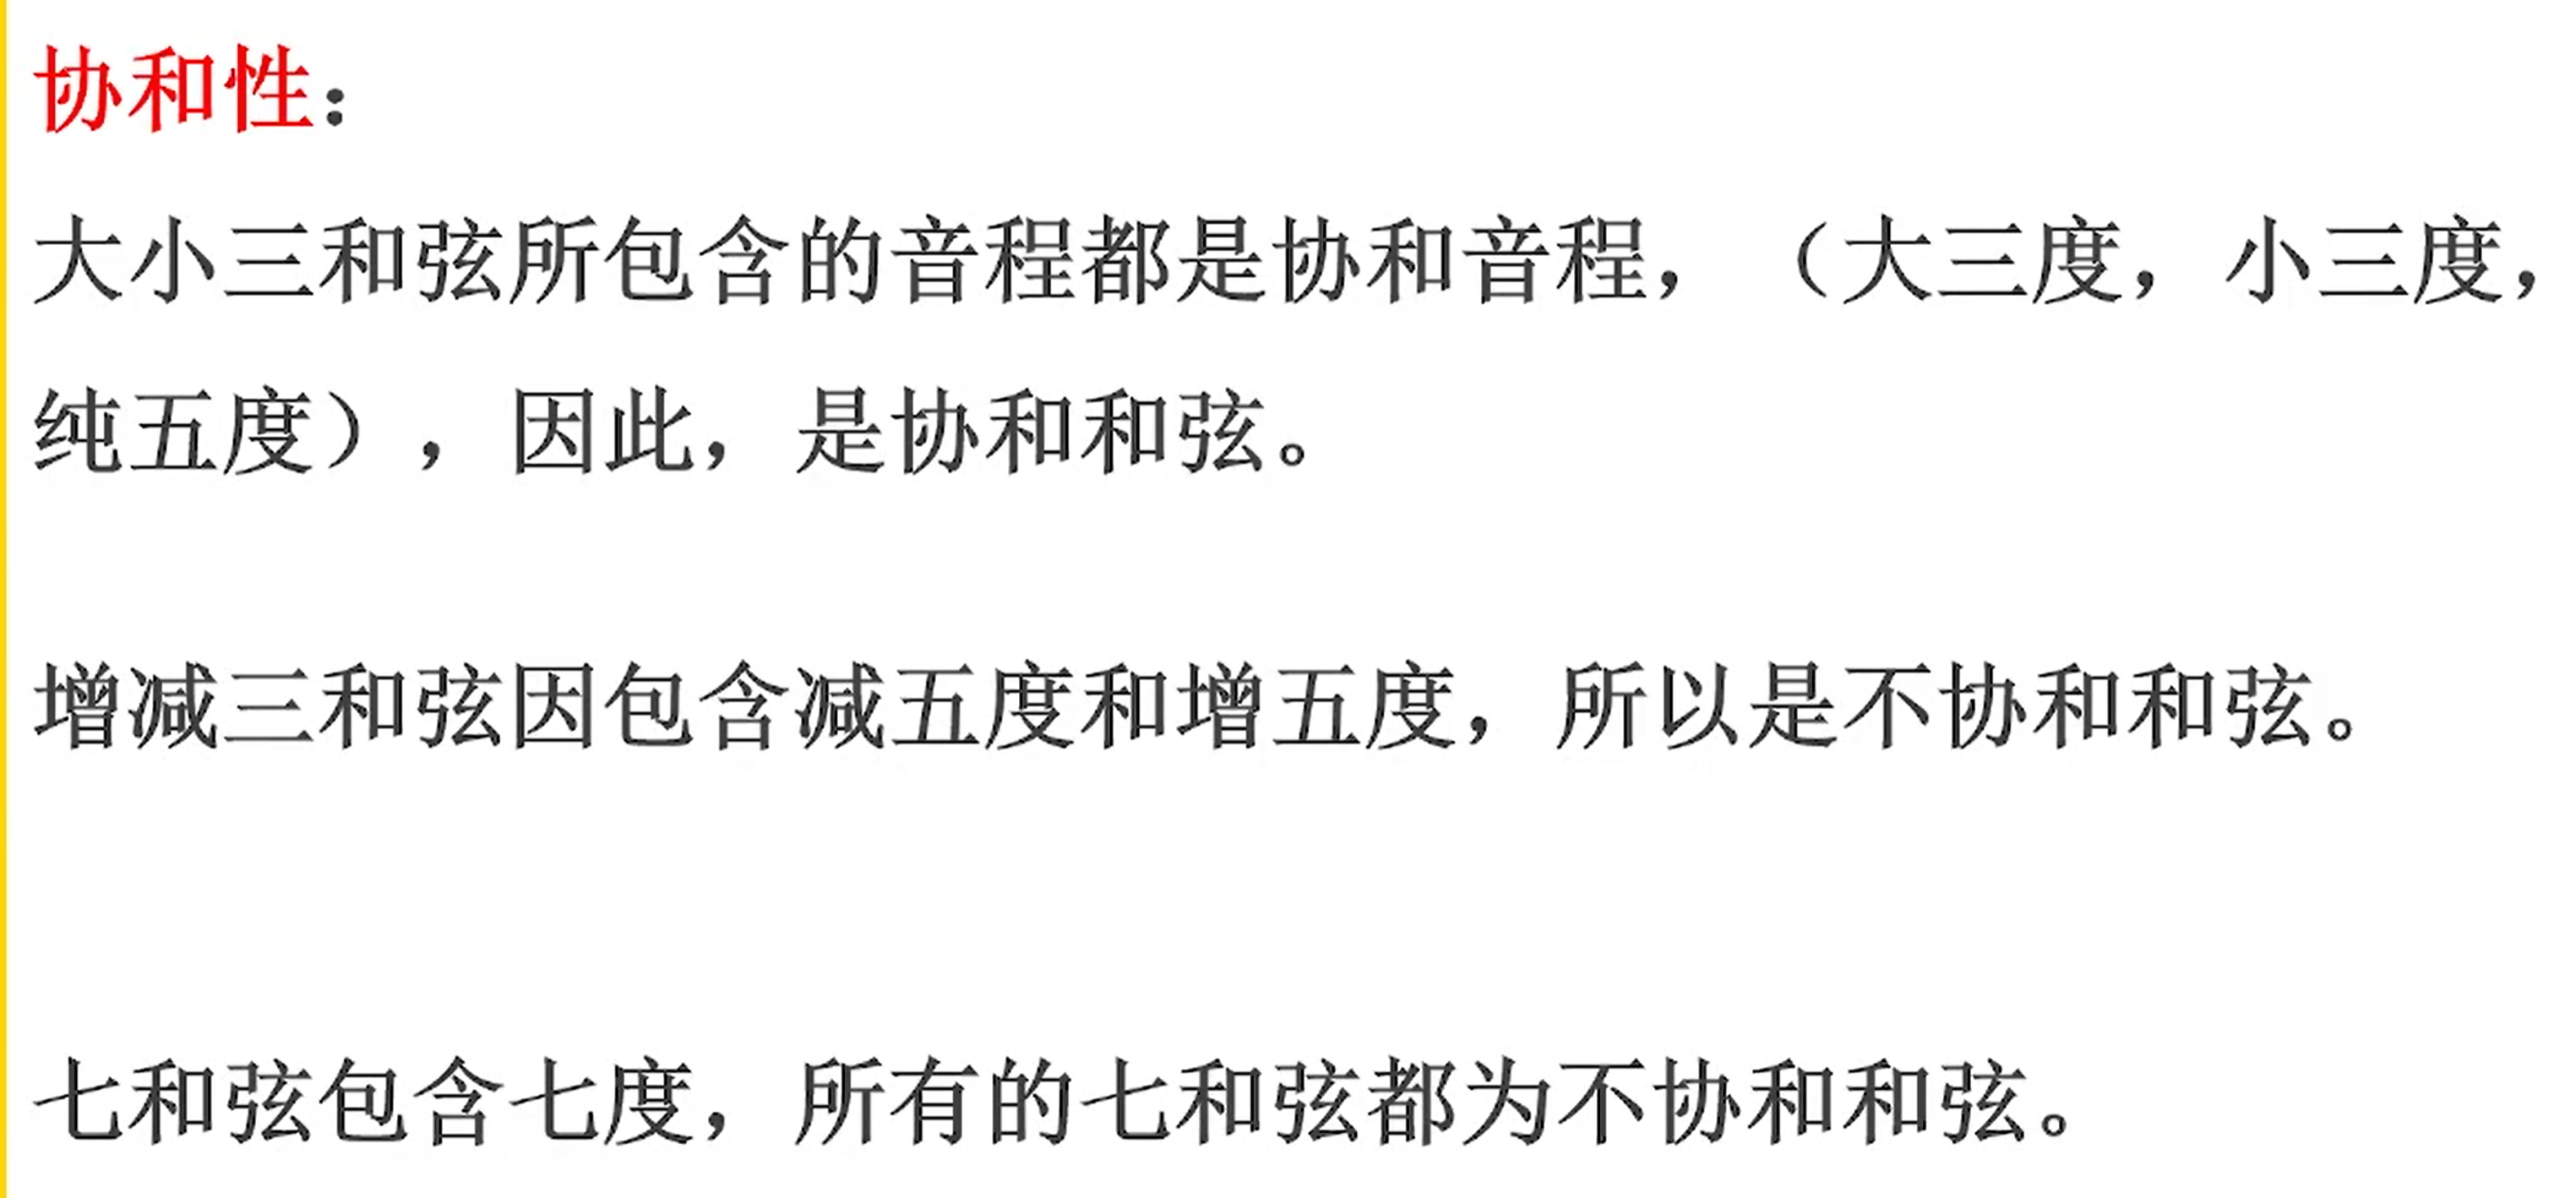 协和性：
大小三和弦所包含的音程都是协和音程，（大三度，小三度，
纯五度），因此，是协和和弦。
增减三和弦因包含减五度和增五度，所以是不协和和弦。
七和弦包含七度，所有的七和弦都为不协和和弦。